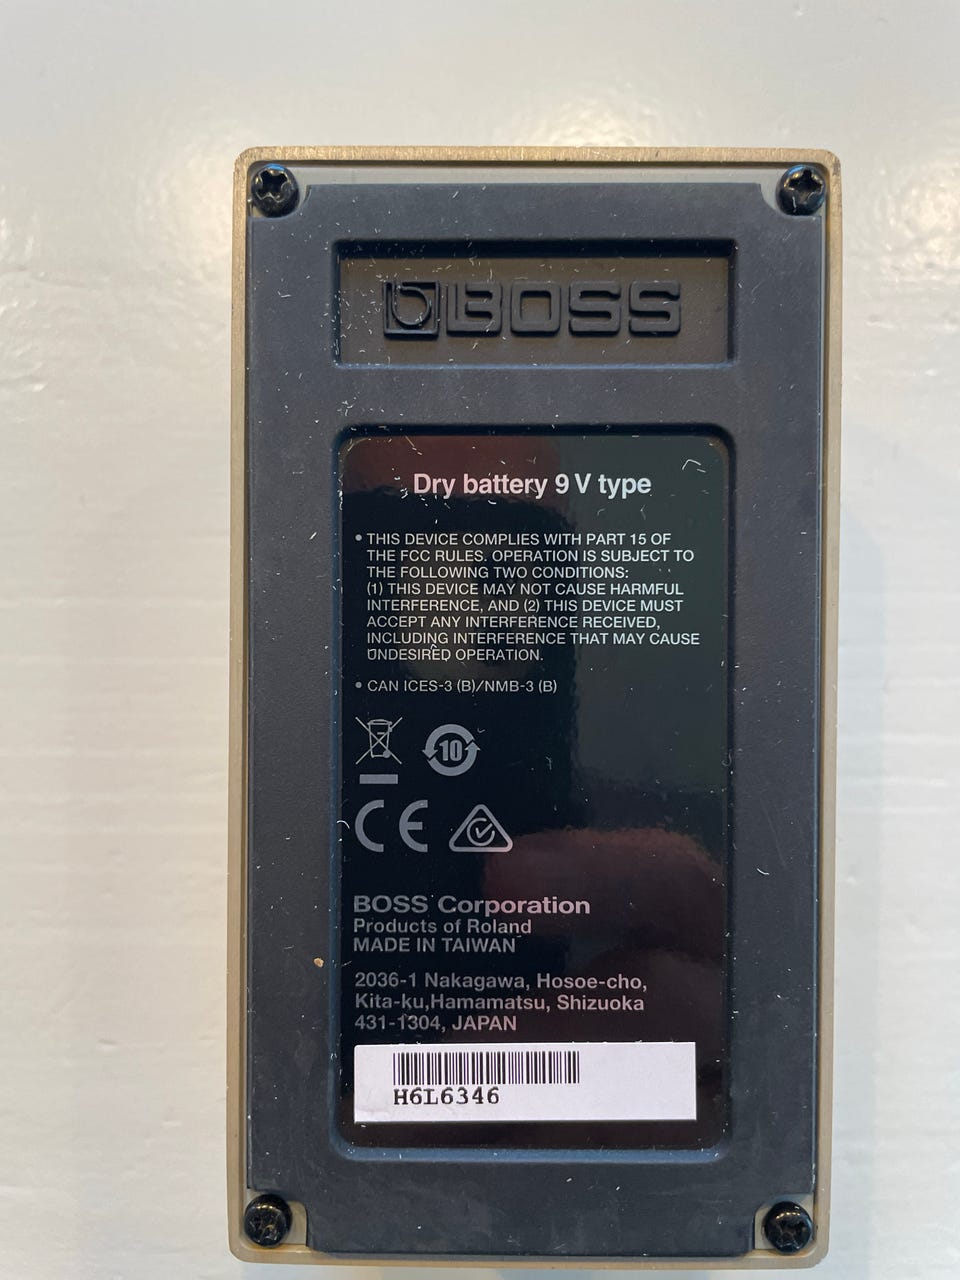 BOSS
Dry battery 9 V type
• THIS DEVICE COMPLIES WITH PART 15 OF
THE FCC RULES. OPERATION IS SUBJECT TO
THE FOLLOWING TWO CONDITIONS:
(1) THIS DEVICE MAY NOT CAUSE HARMFUL
INTERFERENCE, AND (2) THIS DEVICE MUST
ACCEPT ANY INTERFERENCE RECEIVED,
INCLUDING INTERFERENCE THAT MAY CAUSE
UNDESIRED OPERATION.
• CAN ICES-3 (B)/NMB-3 (B)
10
CE
BOSS Corporation
Products of Roland
MADE IN TAIWAN
2036-1 Nakagawa, Hosoe-cho,
Kita-ku,Hamamatsu, Shizuoka
431-1304, JAPAN
H6L6346